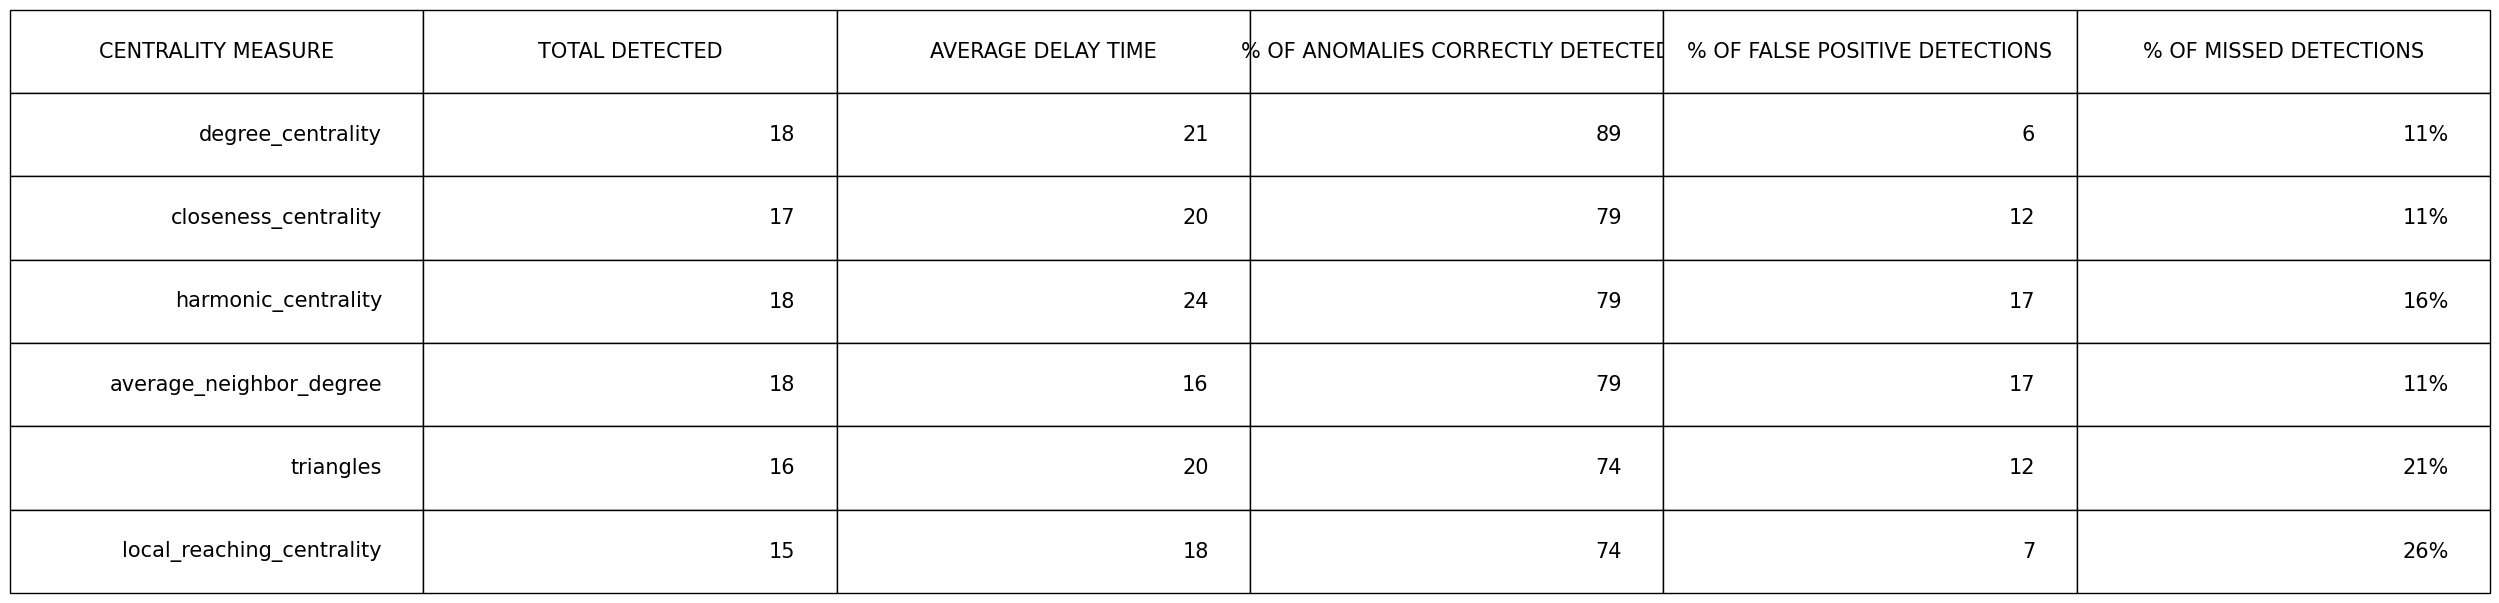 CENTRALITY MEASURE TOTAL DETECTED AVERAGE DELAY TIME % OF ANOMALIES CORRECTLY DETECTED % OF FALSE POSITIVE DETECTIONS % OF MISSED DETECTIONS
degree_centrality 18 21 89 6 11%
closeness_centrality 17 20 79 12 11%
harmonic_centrality 18 24 79 17 16%
average_neighbor_degree 18 16 79 17 11%
triangles 16 20 74 12 21%
local_reaching_centrality 15 18 74 7 26%